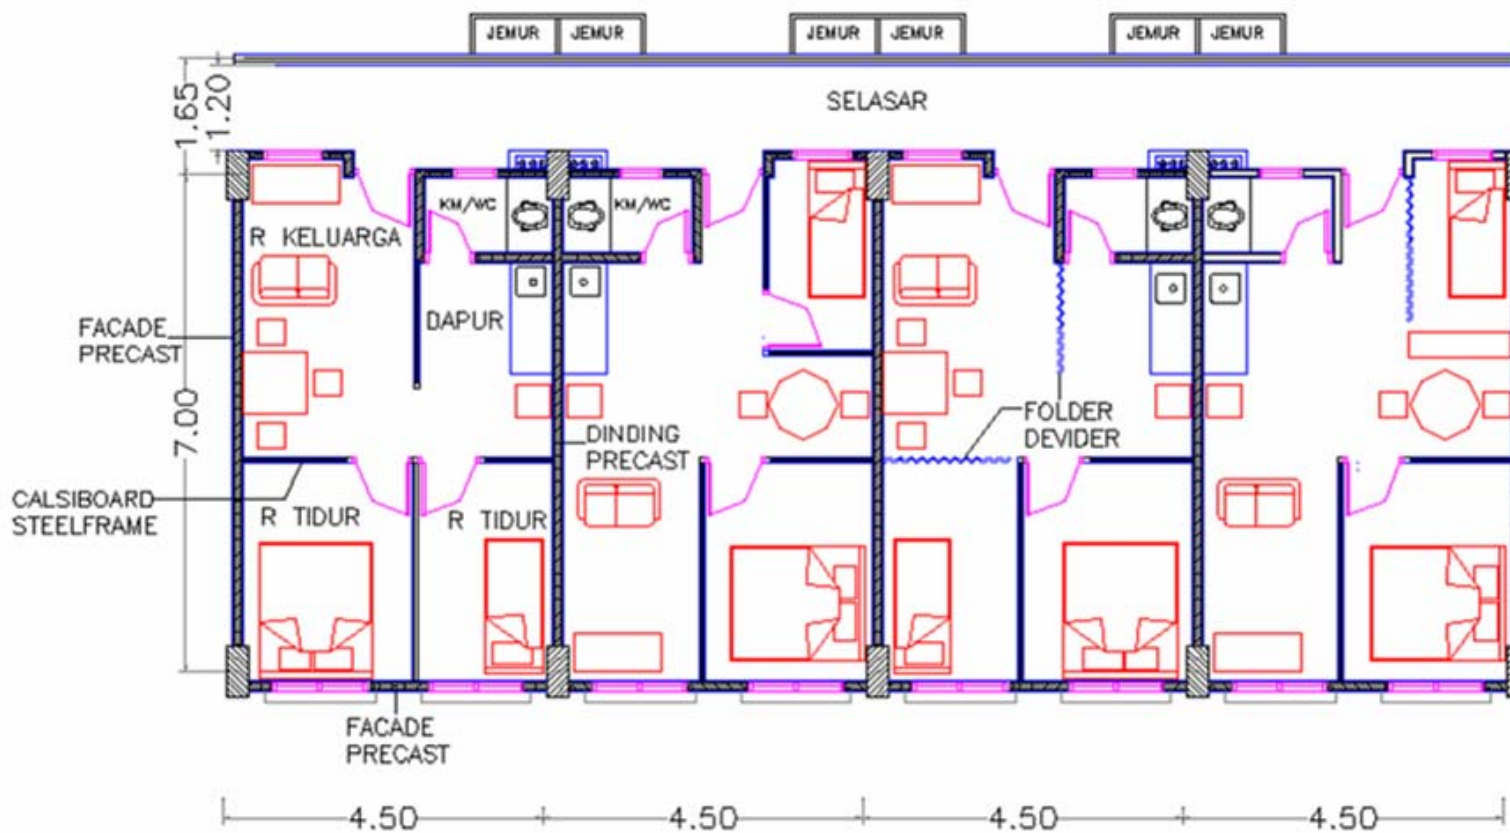 JEMUR JEMUR
JEMUR JEMUR
JEMUR JEMUR
1.65
1.20
SELASAR
KM/WC
KM/WC
R KELUARGA
DAPUR
FACADE
PRECAST
7.00
FOLDER
DEVIDER
DINDING
PRECAST
CALSIBOARD
STEELFRAME
R TIDUR
R TIDUR
FACADE
PRECAST
4.50
4.50
4.50
4.50